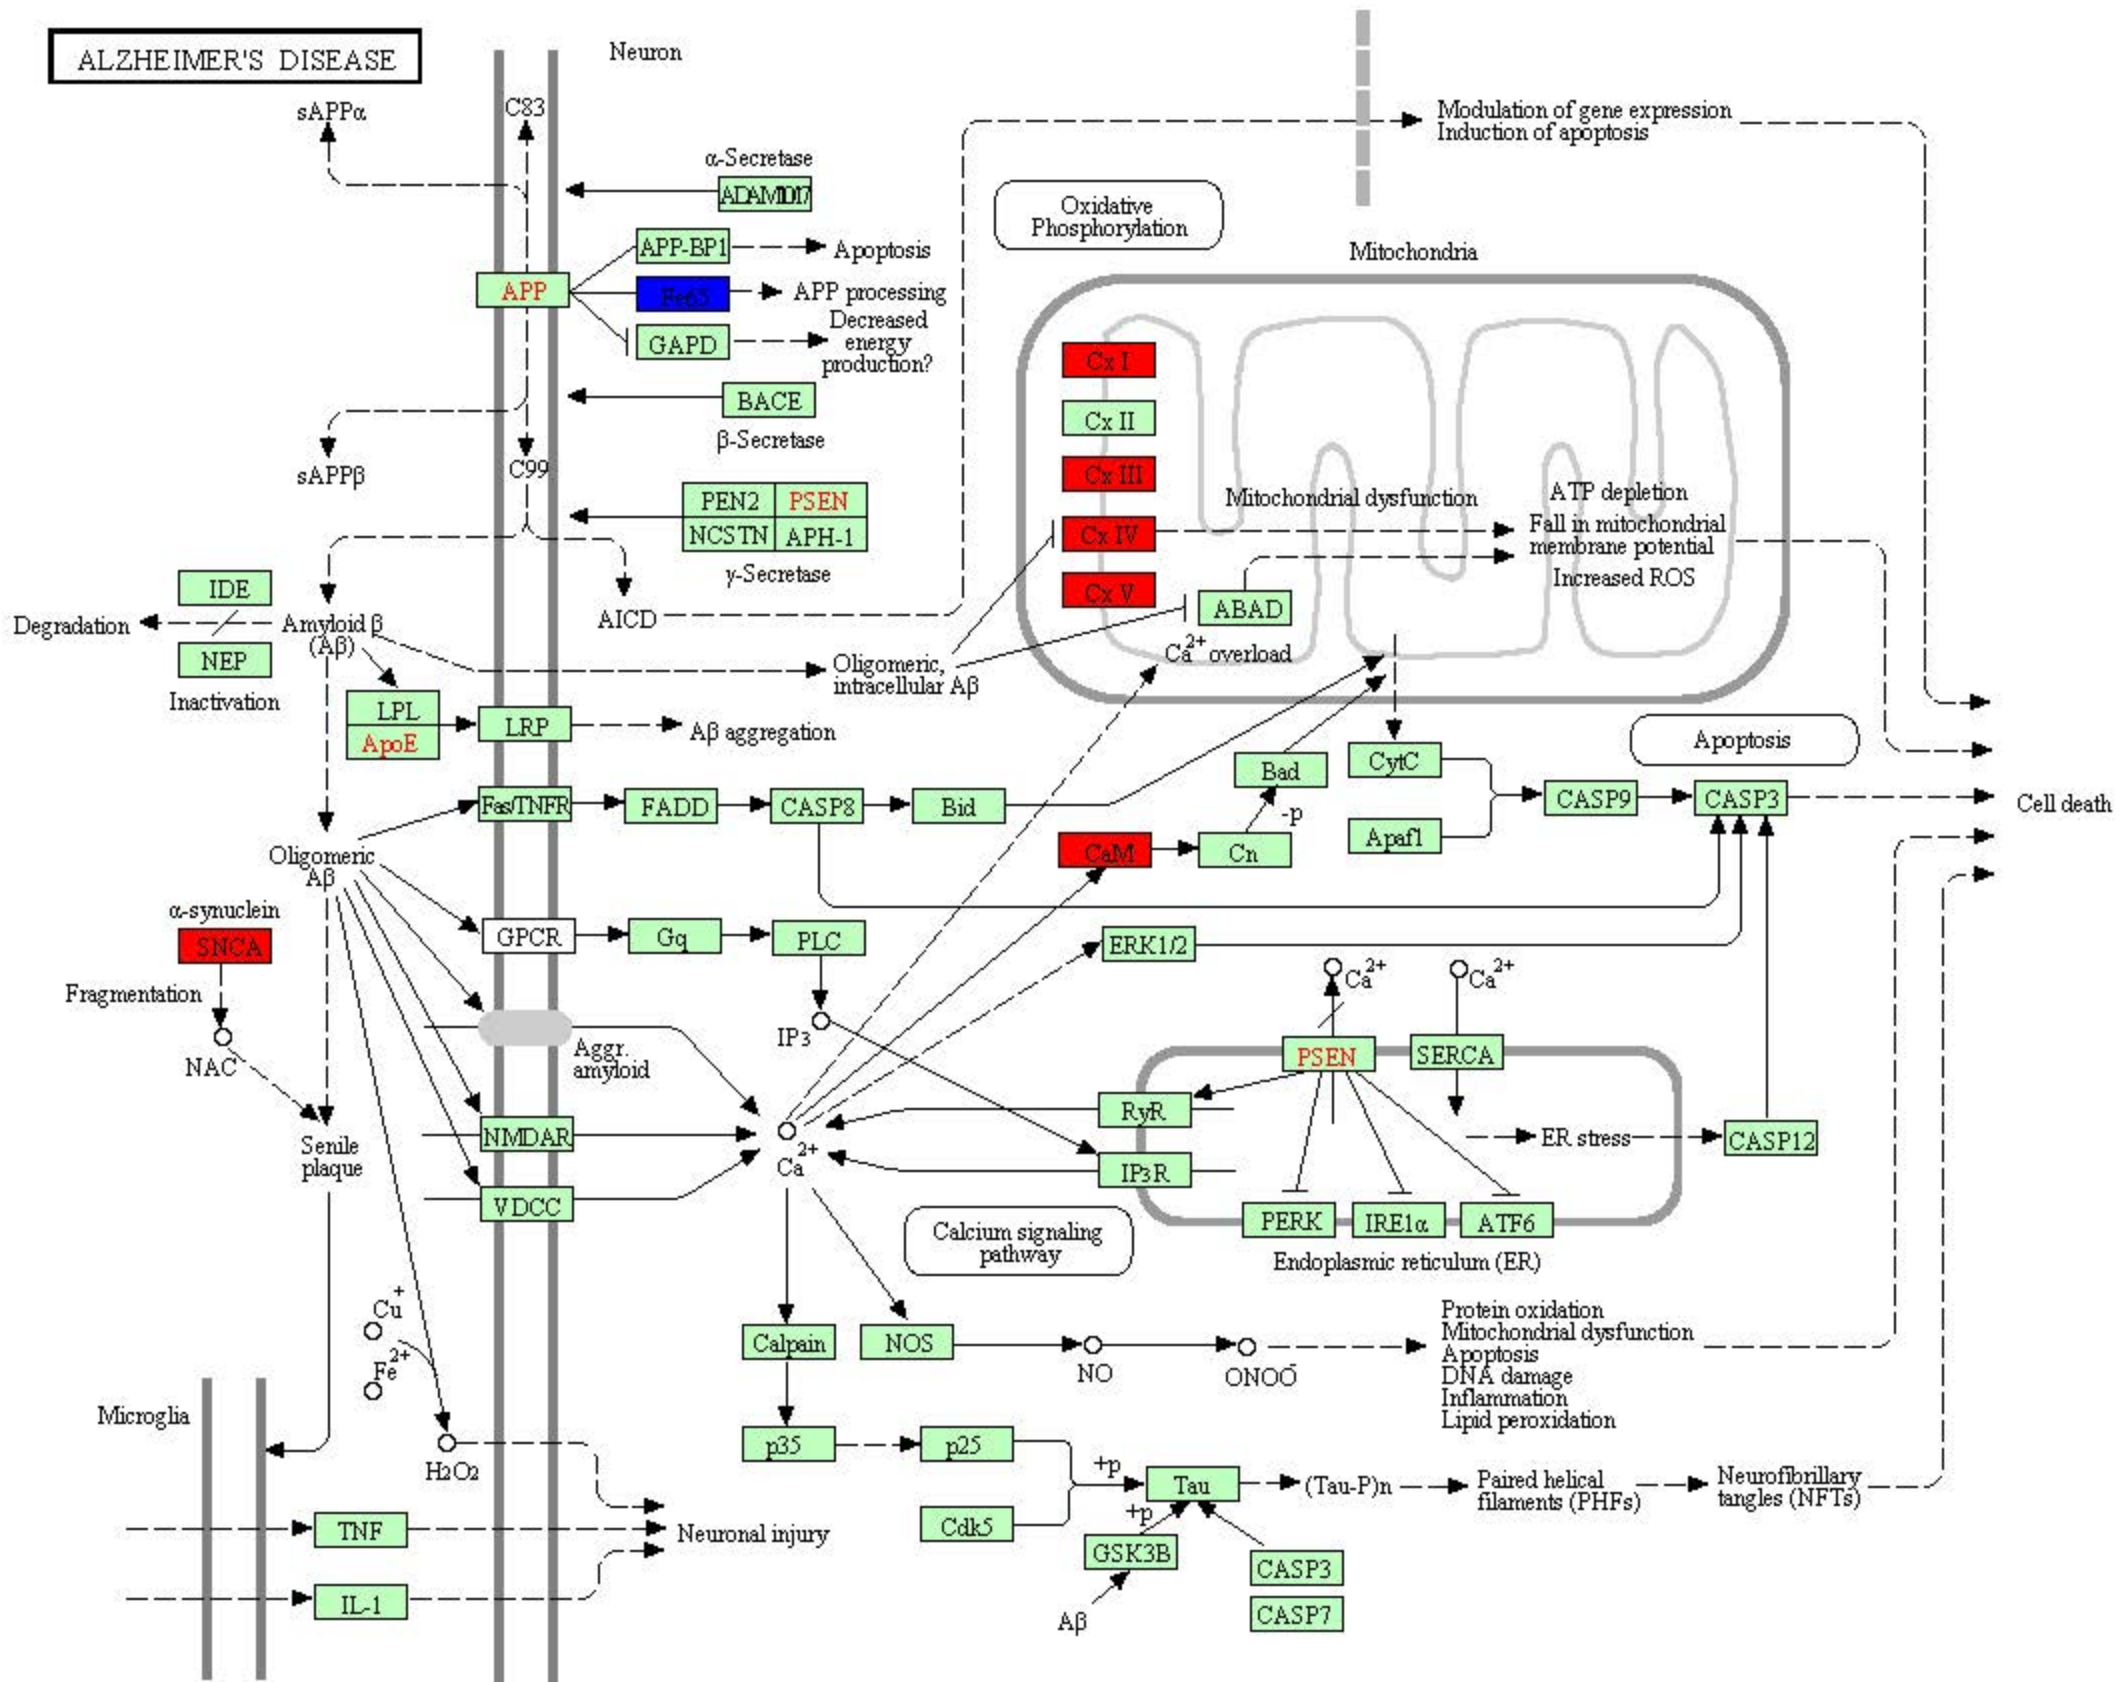 ALZHEIMER'S DISEASE
Neuron
sAPPα
C83
Modulation of gene expression
Induction of apoptosis
α-Secretase
Oxidative
Phosphorylation
APP-BP1
Apoptosis
Mitochondria
APP
Fe65
APP processing
GAPD
Decreased
energy
production?
Cx I
BACE
β-Secretase
Cx II
sAPPβ
C99
Cx III
PEN2
PSEN
NCSTN
APH-1
γ-Secretase
Mitochondrial dysfunction
ATP depletion
Fall in mitochondrial
membrane potential
Increased ROS
Cx IV
Cx V
ABAD
IDE
Degradation
Amyloid β
(Aβ)
NEP
Inactivation
AICD
Oligomeric,
intracellular Aβ
Ca2+ overload
LPL
ApoE
LRP
Aβ aggregation
Apoptosis
Bad
CytC
-p
Fas/TNFR
FADD
CASP8
Bid
CASP9
CASP3
Cell death
CaM
Cn
Apaf1
Oligomeric
Aβ
α-synuclein
SNCA
GPCR
Gq
PLC
ERK1/2
Fragmentation
NAC
Ca2+
Ca2+
IP3
Aggr.
amyloid
PSEN
SERCA
RyR
NMDAR
Ca2+
ER stress
CASP12
Senile
plaque
IP3R
VDCC
PERK
IRE1α
ATF6
Calcium signaling
pathway
Endoplasmic reticulum (ER)
Cu+
Fe2+
Calpain
NOS
NO
ONOO-
Protein oxidation
Mitochondrial dysfunction
Apoptosis
DNA damage
Inflammation
Lipid peroxidation
Microglia
H2O2
p35
p25
+p
Tau
(Tau-P)n
Paired helical
filaments (PHFs)
Neurofibrillary
tangles (NFTs)
TNF
Neuronal injury
Cdk5
+p
GSK3B
CASP3
IL-1
Aβ
CASP7